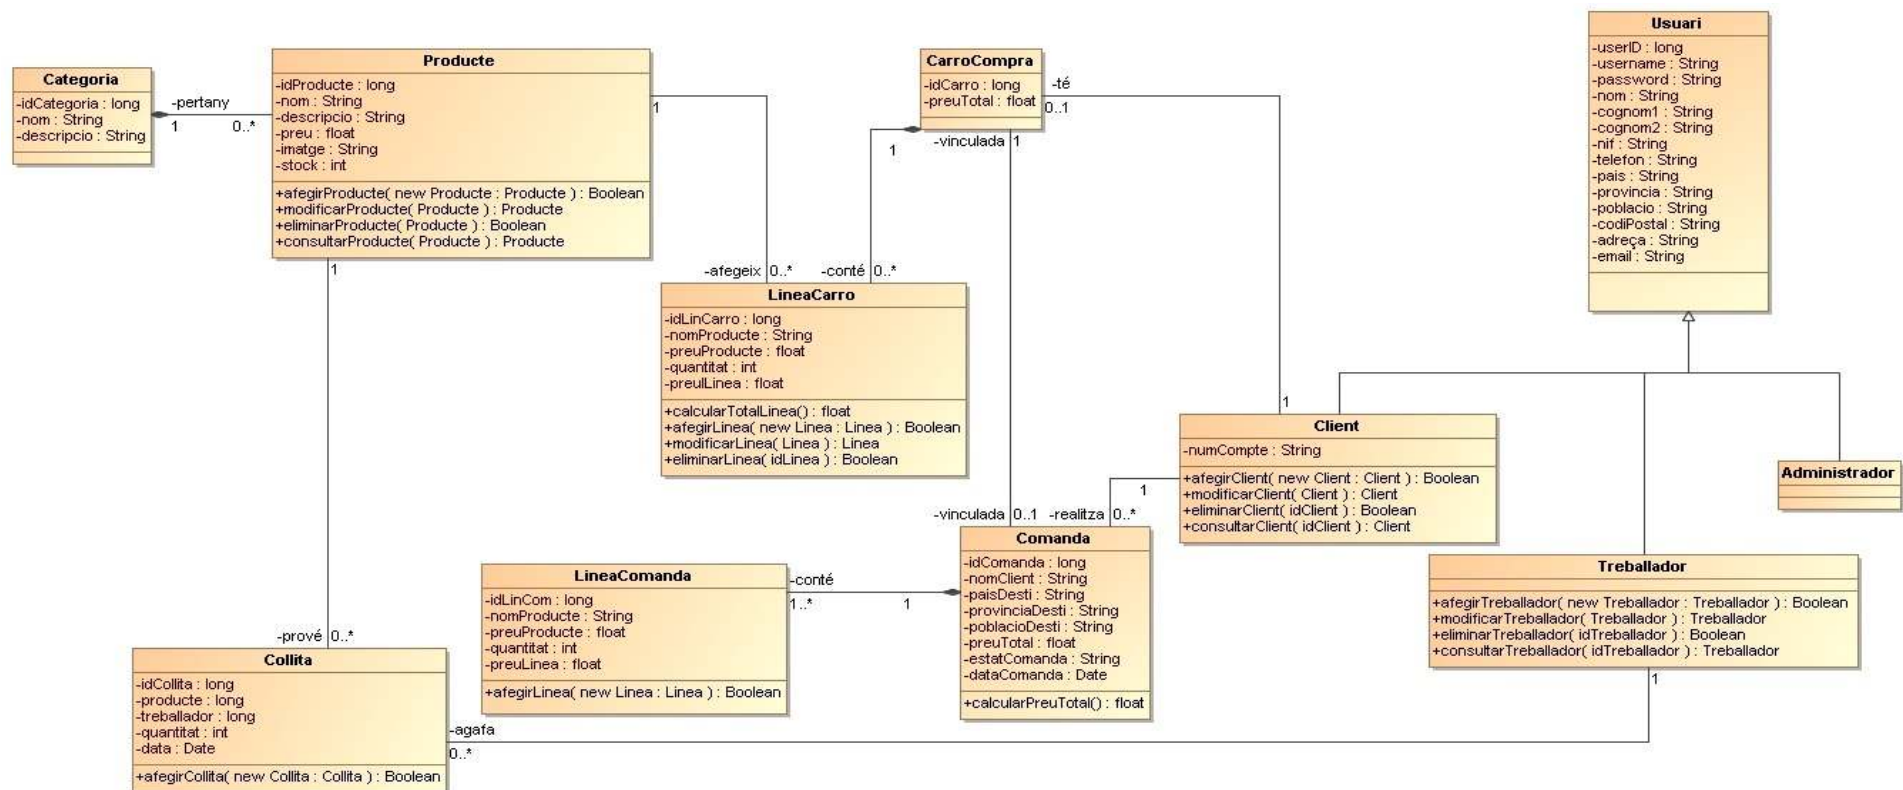 Categoria
-idCategoria : long
-nom : String
-descripcio : String
-pertany
1
0..*
Producte
-idProducte : long
-nom : String
-descripcio : String
-preu : float
-imatge : String
-stock : int
+afegirProducte( new Producte : Producte ) : Boolean
+modificarProducte( Producte ) : Producte
+eliminarProducte( Producte ) : Boolean
+consultarProducte( Producte ) : Producte
1
1
CarroCompra
-idCarro : long
-preuTotal : float
-té
0..1
1
-vinculada
1
Usuari
-userID : long
-username : String
-password : String
-nom : String
-cognom1 : String
-cognom2 : String
-nif : String
-telefon : String
-pais : String
-provincia : String
-poblacio : String
-codiPostal : String
-adreça : String
-email : String
-afegeix
0..*
-conté
0..*
LineaCarro
-idLinCarro : long
-nomProducte : String
-preuProducte : float
-quantitat : int
-preulLinea : float
+calcularTotalLinea() : float
+afegirLinea( new Linea : Linea ) : Boolean
+modificarLinea( Linea ) : Linea
+eliminarLinea( idLinea ) : Boolean
1
Client
-numCompte : String
+afegirClient( new Client : Client ) : Boolean
+modificarClient( Client ) : Client
+eliminarClient( idClient ) : Boolean
+consultarClient( idClient ) : Client
1
Administrador
-vinculada
0..1
-realitza
0..*
Comanda
-idComanda : long
-nomClient : String
-paisDesti : String
-provinciaDesti : String
-poblacioDesti : String
-preuTotal : float
-estatComanda : String
-dataComanda : Date
+calcularPreuTotal() : float
LineaComanda
-idLinCom : long
-nomProducte : String
-preuProducte : float
-quantitat : int
-preuLinea : float
+afegirLinea( new Linea : Linea ) : Boolean
-conté
1..*
1
Treballador
+afegirTreballador( new Treballador : Treballador ) : Boolean
+modificarTreballador( Treballador ) : Treballador
+eliminarTreballador( idTreballador ) : Boolean
+consultarTreballador( idTreballador ) : Treballador
1
-prové
0..*
Collita
-idCollita : long
-producte : long
-treballador : long
-quantitat : int
-data : Date
+afegirCollita( new Collita : Collita ) : Boolean
-agafa
0..*